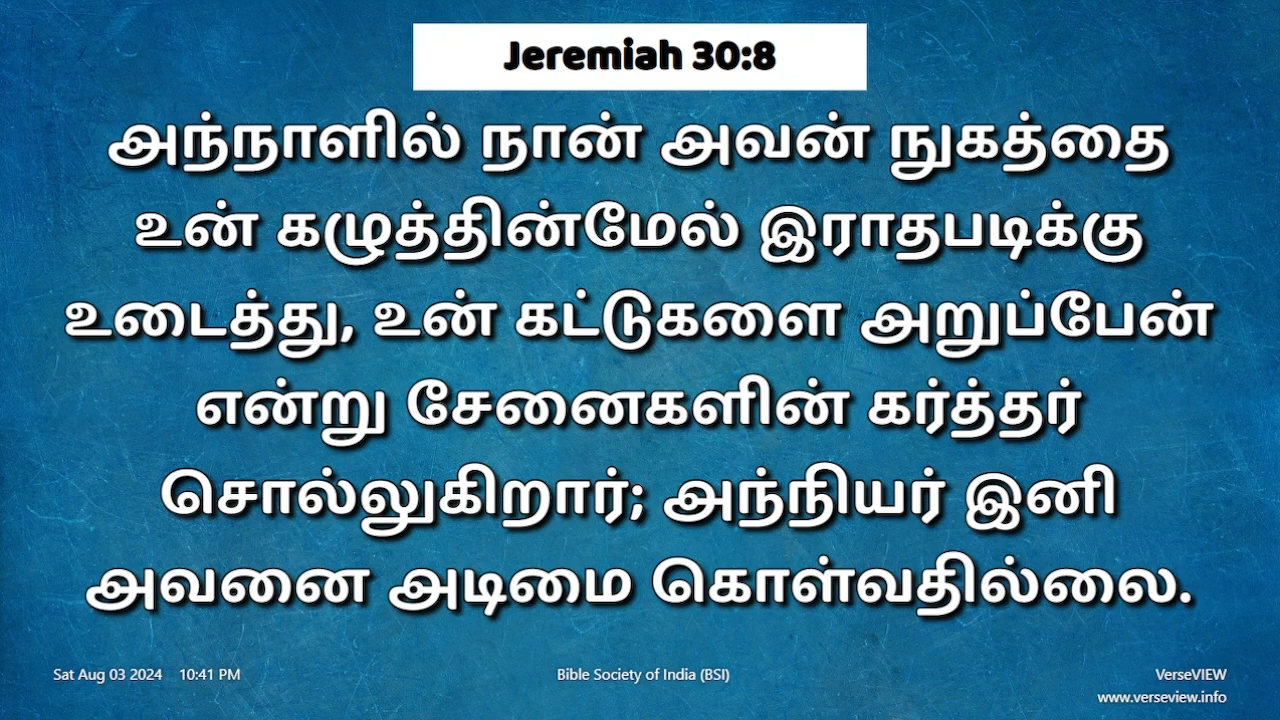 Jeremiah 30:8
அந்நாளில் நான் அவன் நுகத்தை
உன் கழுத்தின்மேல் இராதபடிக்கு
உடைத்து, உன் கட்டுகளை அறுப்பேன்
என்று சேனைகளின் கர்த்தர்
சொல்லுகிறார்; அந்நியர் இனி
அவனை அடிமை கொள்வதில்லை.
Sat Aug 03 2024 10:41 PM
Bible Society of India (BSI)
VerseVIEW
www.verseview.info